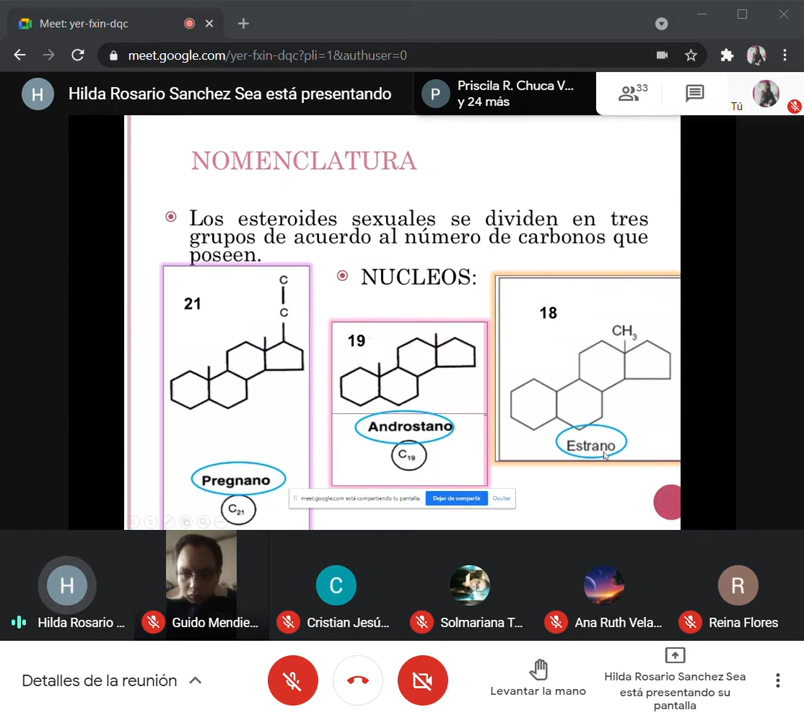 Meet: yer-fxin-dqc
meet.google.com/yer-fxin-dqc?pli=1&authuser=0
H
Hilda Rosario Sanchez Sea está presentando
P
Priscila R. Chuca V...
y 24 más
33
Tú
NOMENCLATURA
Los esteroides sexuales se dividen en tres
grupos de acuerdo al número de carbonos que
poseen.
NUCLEOS:
21
C
C
Pregnano
C21
19
Androstano
C19
18
CH3
Estrano
meet.google.com está compartiendo tu pantalla.
Dejar de compartir
Ocultar
H
Hilda Rosario ...
Guido Mendie...
C
Cristian Jesú...
Solmariana T...
Ana Ruth Vela...
R
Reina Flores
Detalles de la reunión
Levantar la mano
Hilda Rosario Sanchez Sea
está presentando su
pantalla